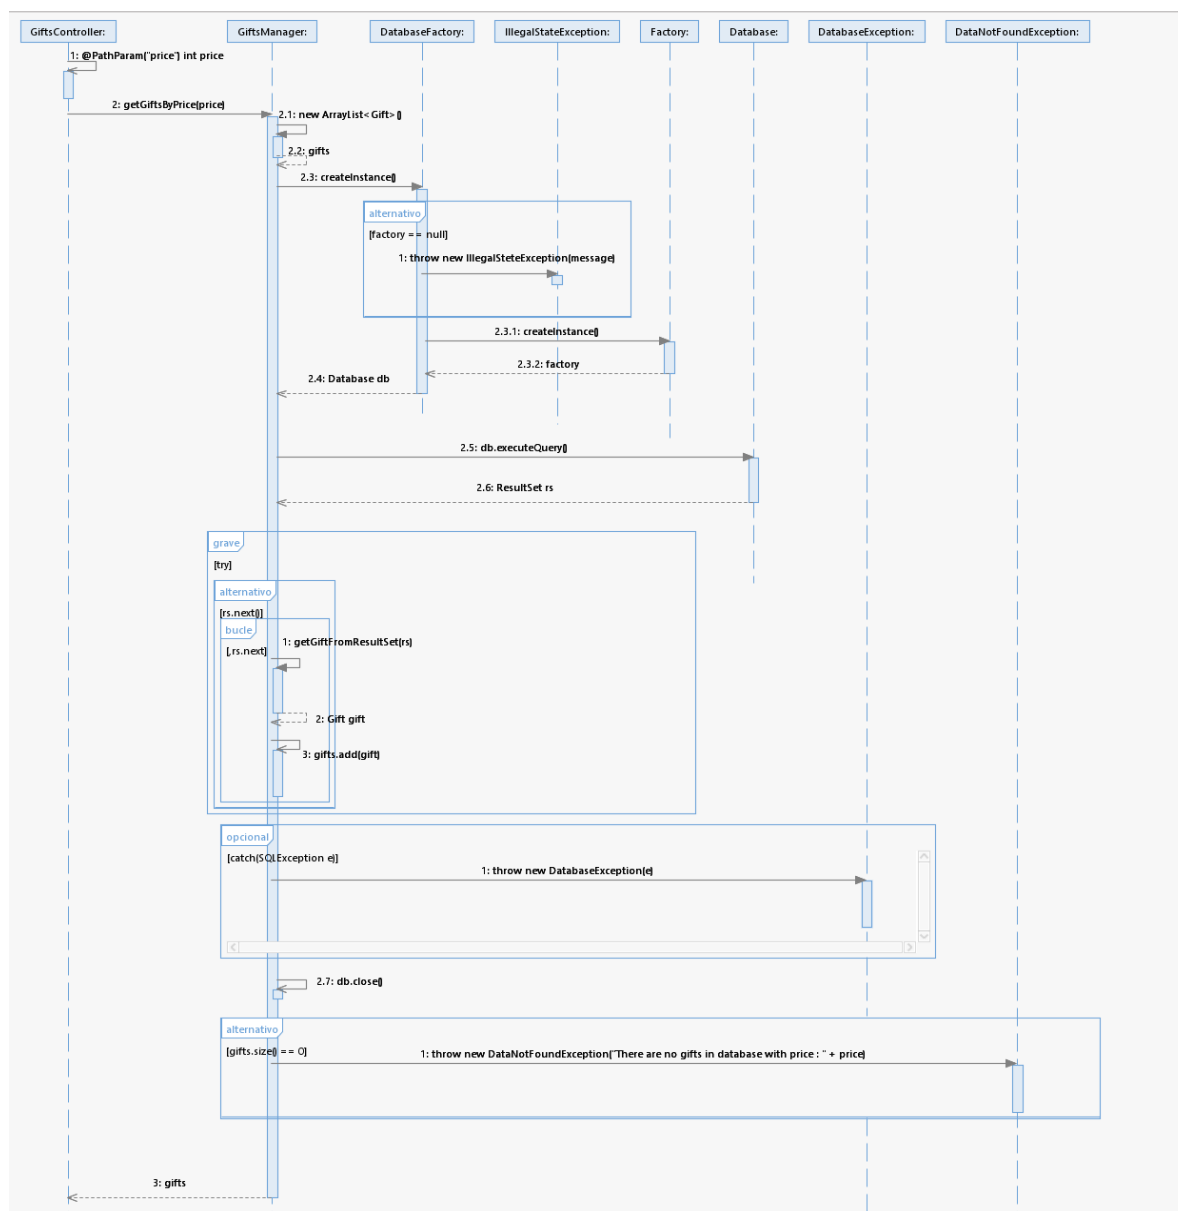 GiftsController: GiftsManager: DatabaseFactory: IllegalStateException: Factory: Database: DatabaseException: DataNotFoundException:
1: @PathParam("price") int price
2: getGiftsByPrice(price)
2.1: new ArrayList<Gift>()
2.2: gifts
2.3: createInstance()
alternativo
[factory == null]
1: throw new IllegalSteteException(message)
2.3.1: createInstance()
2.3.2: factory
2.4: Database db
2.5: db.executeQuery()
2.6: ResultSet rs
grave
[try]
alternativo
[rs.next()]
bucle
[,rs.next]
1: getGiftFromResultSet(rs)
2: Gift gift
3: gifts.add(gift)
opcional
[catch(SQLException e)]
1: throw new DatabaseException(e)
2.7: db.close()
alternativo
[gifts.size() == 0]
1: throw new DataNotFoundException("There are no gifts in database with price : " + price)
3: gifts